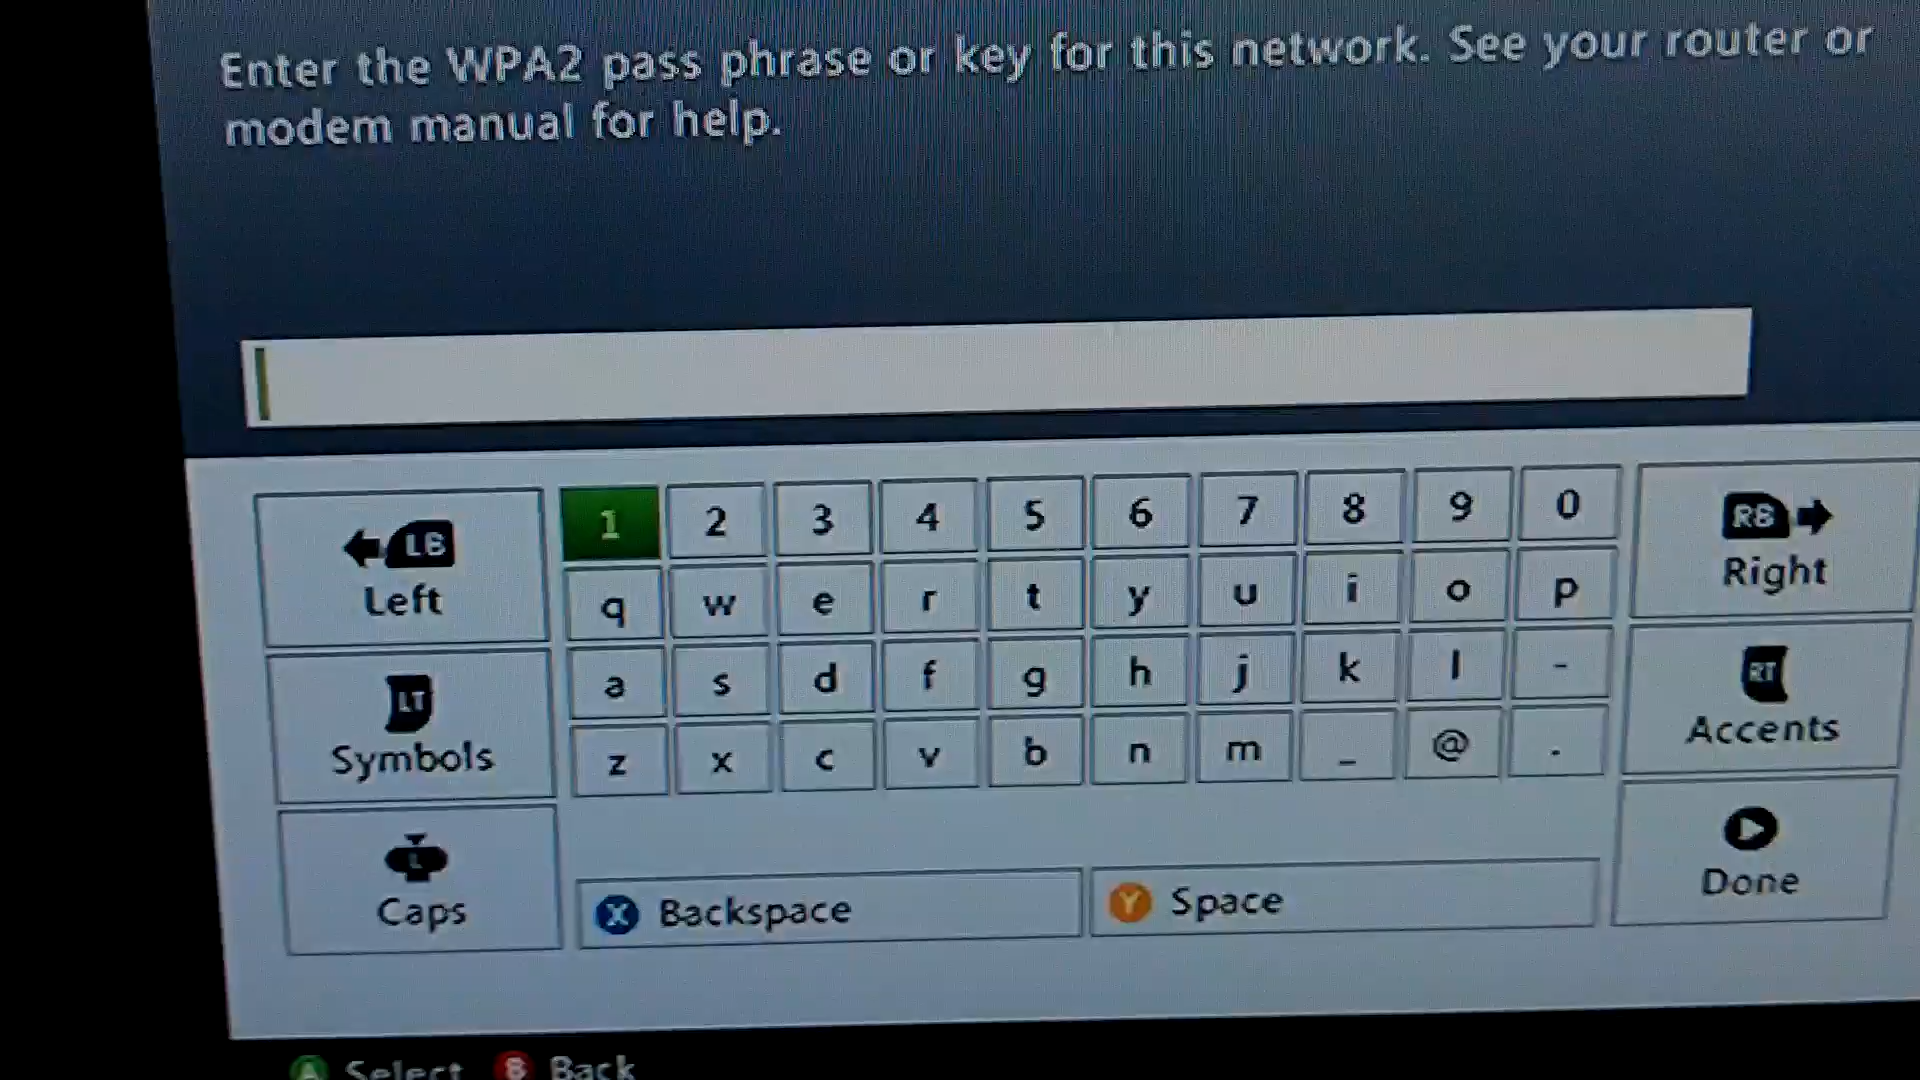 Enter the WPA2 pass phrase or key for this network. See your router or
modem manual for help.
LB 1 2 3 4 5 6 7 8 9 0 RB
Left q w e r t y u i o p Right
LT a s d f g h j k l - RT
Symbols z x c v b n m _ @ . Accents
L
Caps X Backspace Y Space Done
A Select B Back